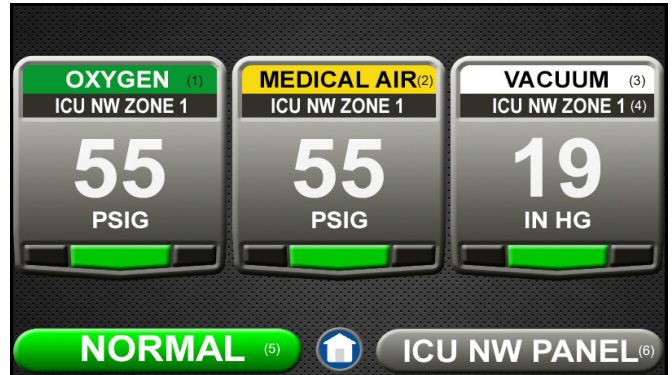 OXYGEN (1)
ICU NW ZONE 1
55
PSIG
MEDICAL AIR(2)
ICU NW ZONE 1
55
PSIG
VACUUM (3)
ICU NW ZONE 1 (4)
19
IN HG
NORMAL (5)
ICU NW PANEL(6)